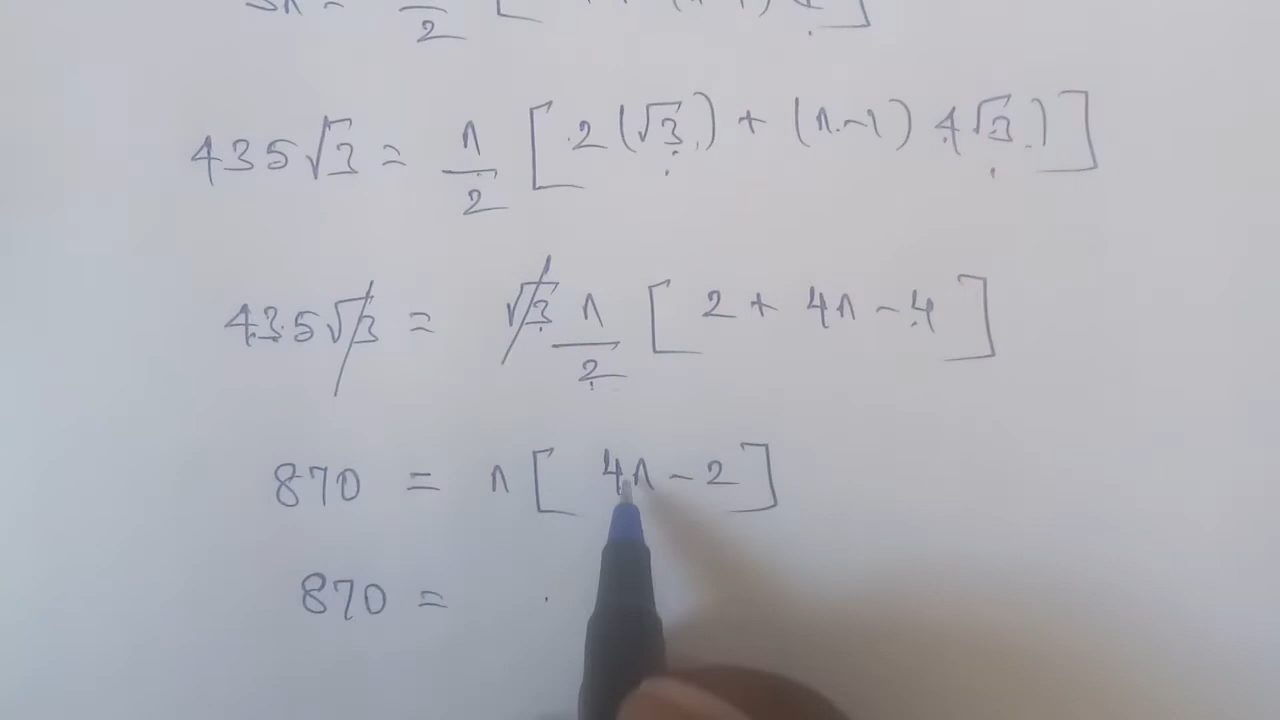 2 [
435√3 = n/2 [ 2(√3) + (n-1) 4√3) ]
435√3 = √3 n/2 [ 2 + 4n - 4 ]
870 = n [ 4n - 2 ]
870 =